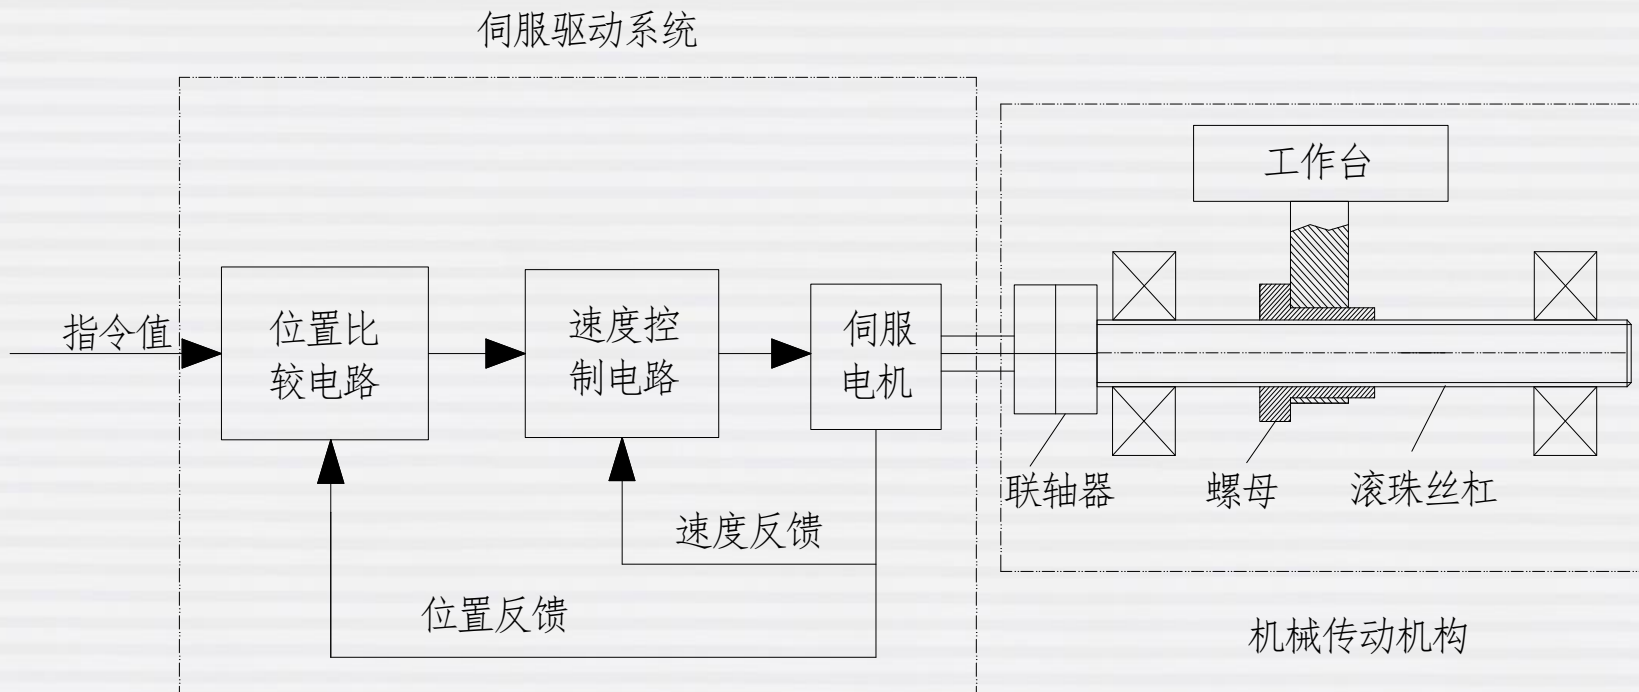 伺服驱动系统
工作台
指令值
位置比
较电路
速度控
制电路
伺服
电机
联轴器
螺母
滚珠丝杠
速度反馈
位置反馈
机械传动机构